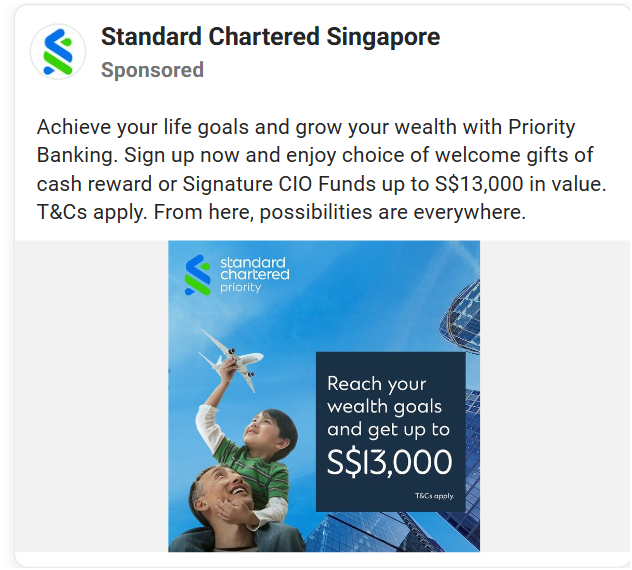 Standard Chartered Singapore
Sponsored
Achieve your life goals and grow your wealth with Priority
Banking. Sign up now and enjoy choice of welcome gifts of
cash reward or Signature CIO Funds up to S$13,000 in value.
T&Cs apply. From here, possibilities are everywhere.
standard
chartered
priority
Reach your
wealth goals
and get up to
S$13,000
T&Cs apply.